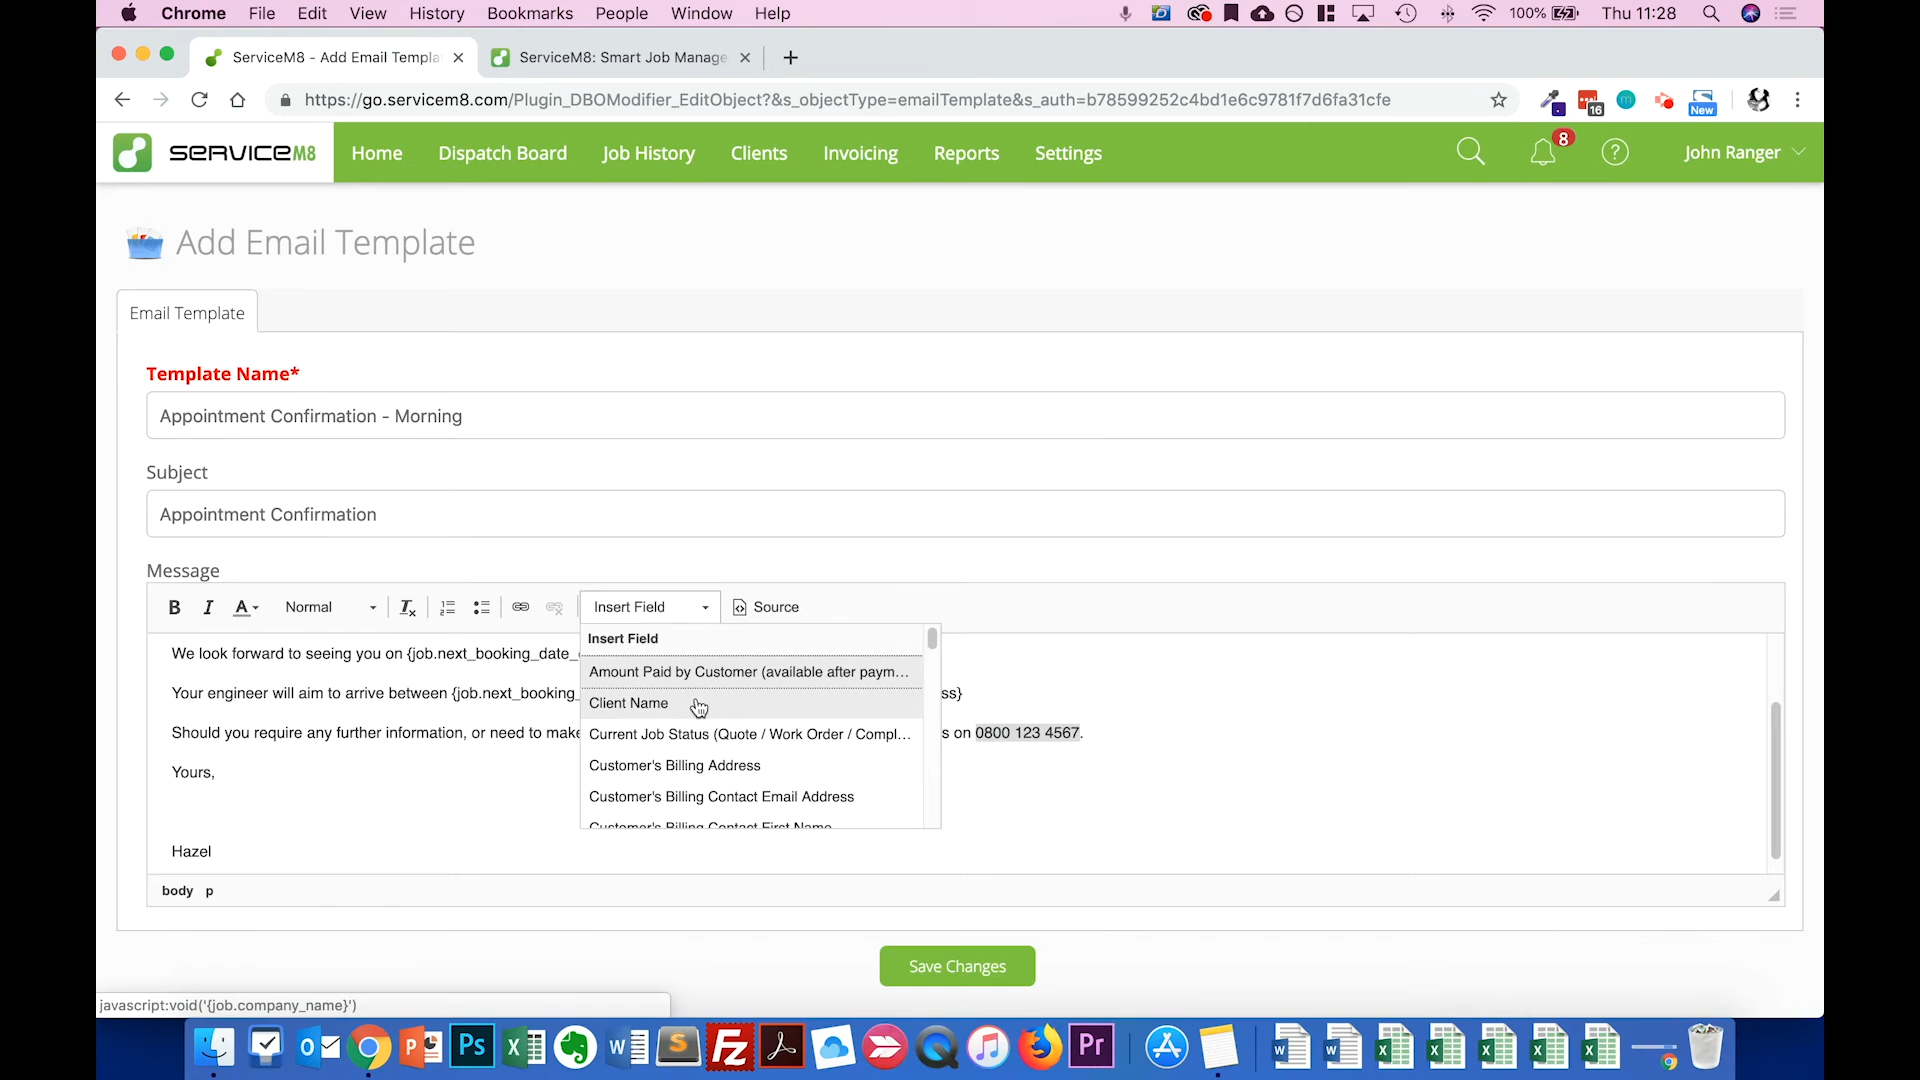 Chrome File Edit View History Bookmarks People Window Help 100% Thu 11:28
ServiceM8 - Add Email Templa ServiceM8: Smart Job Manage
https://go.servicem8.com/Plugin_DBOModifier_EditObject?&s_objectType=emailTemplate&s_auth=b78599252c4bd1e6c9781f7d6fa31cfe 16 New
SERVICEM8 Home Dispatch Board Job History Clients Invoicing Reports Settings 8 John Ranger
Add Email Template
Email Template
Template Name*
Appointment Confirmation - Morning
Subject
Appointment Confirmation
Message
B I A Normal Insert Field Source
Insert Field
We look forward to seeing you on {job.next_booking_date_
Amount Paid by Customer (available after paym...
Your engineer will aim to arrive between {job.next_booking_ ss}
Client Name
Should you require any further information, or need to make s on 0800 123 4567.
Current Job Status (Quote / Work Order / Compl...
Customer's Billing Address
Yours,
Customer's Billing Contact Email Address
Customer's Billing Contact First Name
Hazel
body p
Save Changes
javascript:void('{job.company_name}')